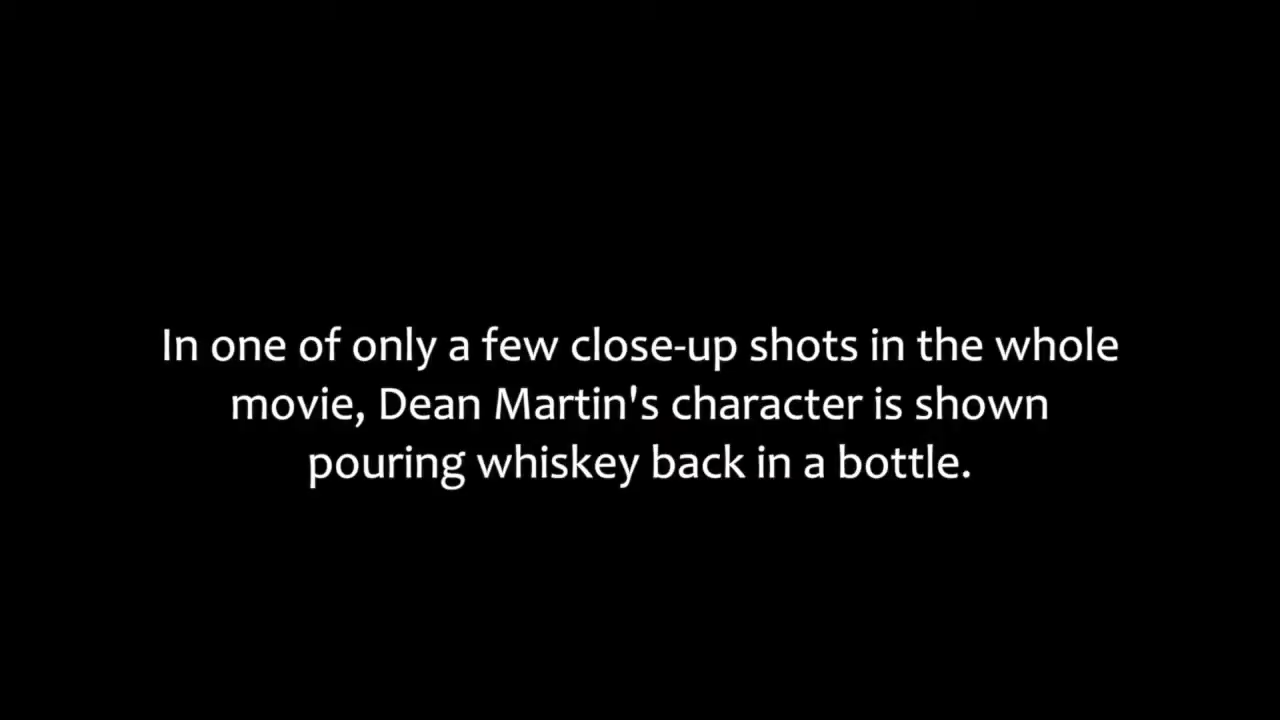 In one of only a few close-up shots in the whole
movie, Dean Martin's character is shown
pouring whiskey back in a bottle.